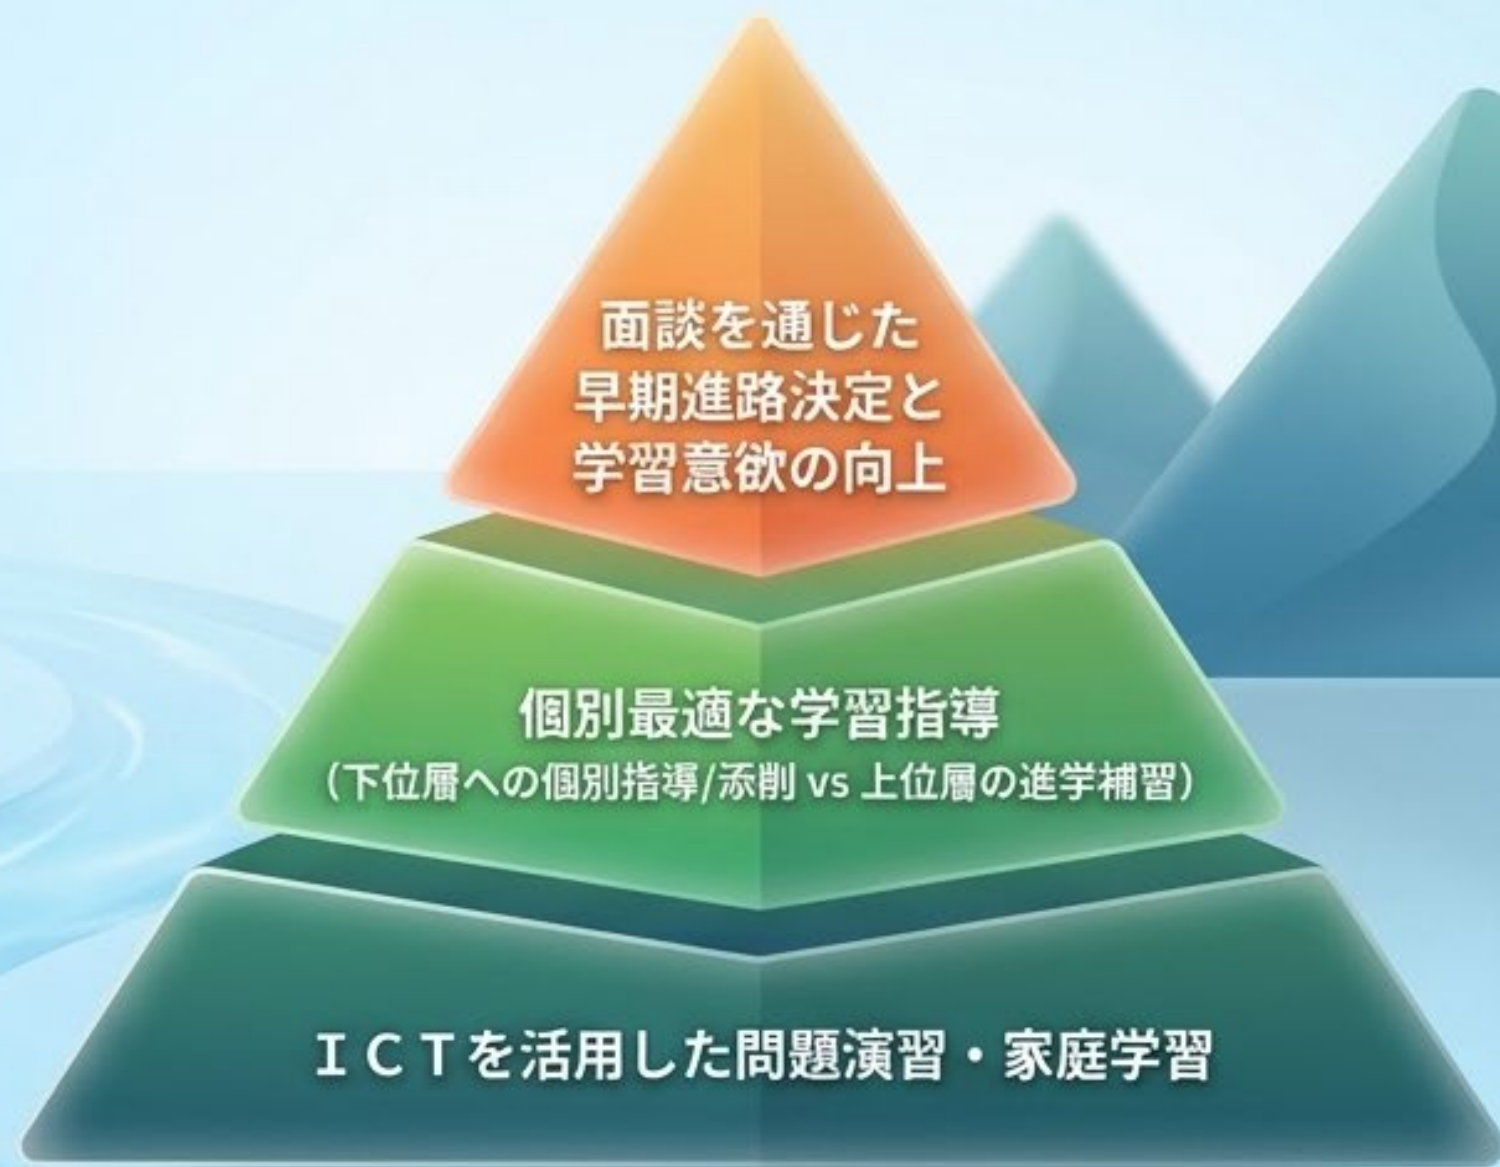 面談を通じた
早期進路決定と
学習意欲の向上
個別最適な学習指導
（下位層への個別指導/添削 vs 上位層の進学補習）
ＩＣＴを活用した問題演習・家庭学習